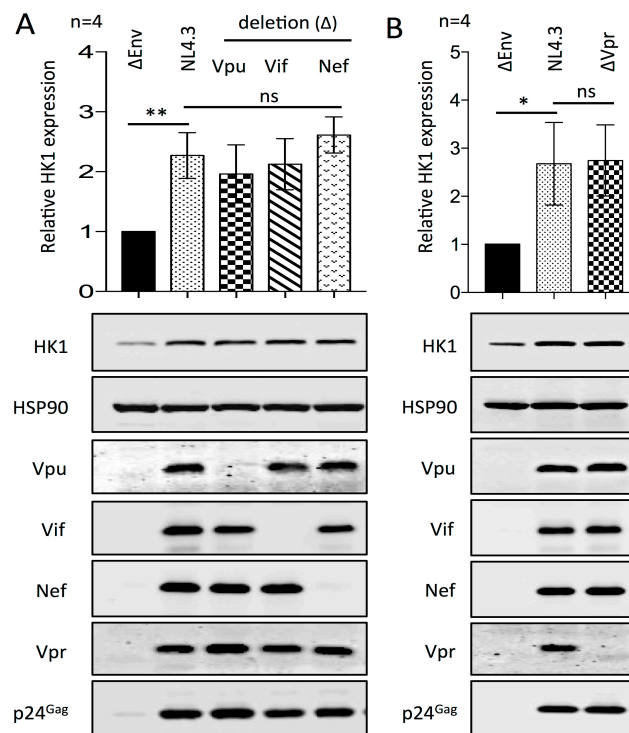 A
n=4
deletion (Δ)
ΔEnv
NL4.3
Vpu
Vif
Nef
ns
**
Relative HK1 expression
4
3
2
1
0
HK1
HSP90
Vpu
Vif
Nef
Vpr
p24Gag
B
n=4
ΔEnv
NL4.3
ΔVpr
ns
*
Relative HK1 expression
5
4
3
2
1
0
HK1
HSP90
Vpu
Vif
Nef
Vpr
p24Gag